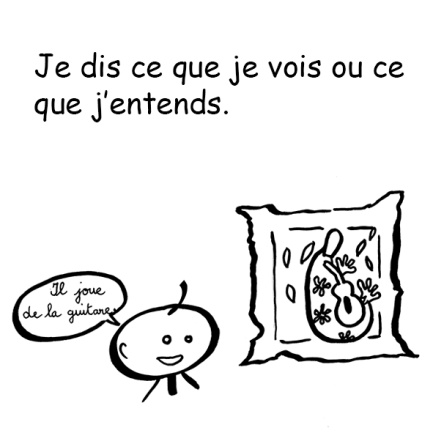 Je dis ce que je vois ou ce
que j'entends.
Il joue
de la guitare